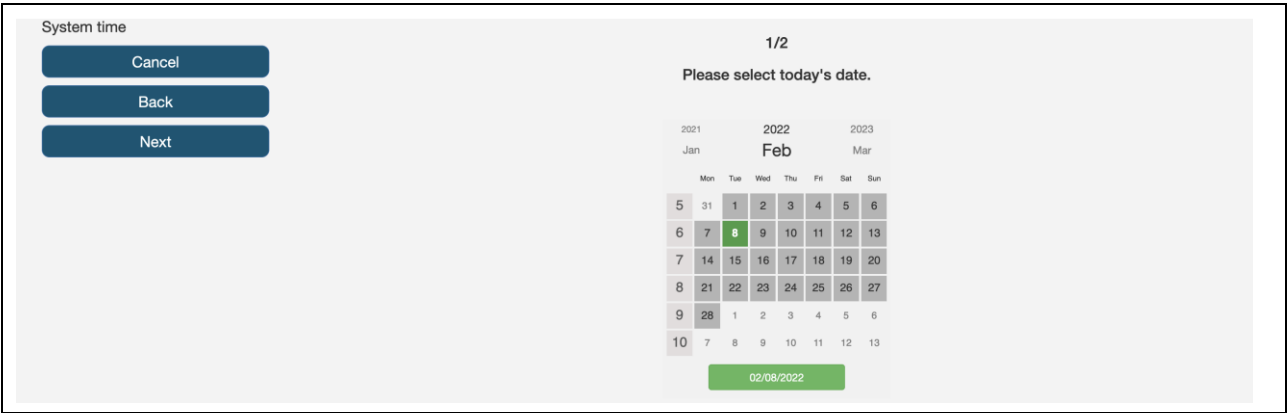 System time
Cancel
Back
Next
1/2
Please select today's date.
2021 2022 2023
Jan Feb Mar
Mon Tue Wed Thu Fri Sat Sun
5 31 1 2 3 4 5 6
6 7 8 9 10 11 12 13
7 14 15 16 17 18 19 20
8 21 22 23 24 25 26 27
9 28 1 2 3 4 5 6
10 7 8 9 10 11 12 13
02/08/2022